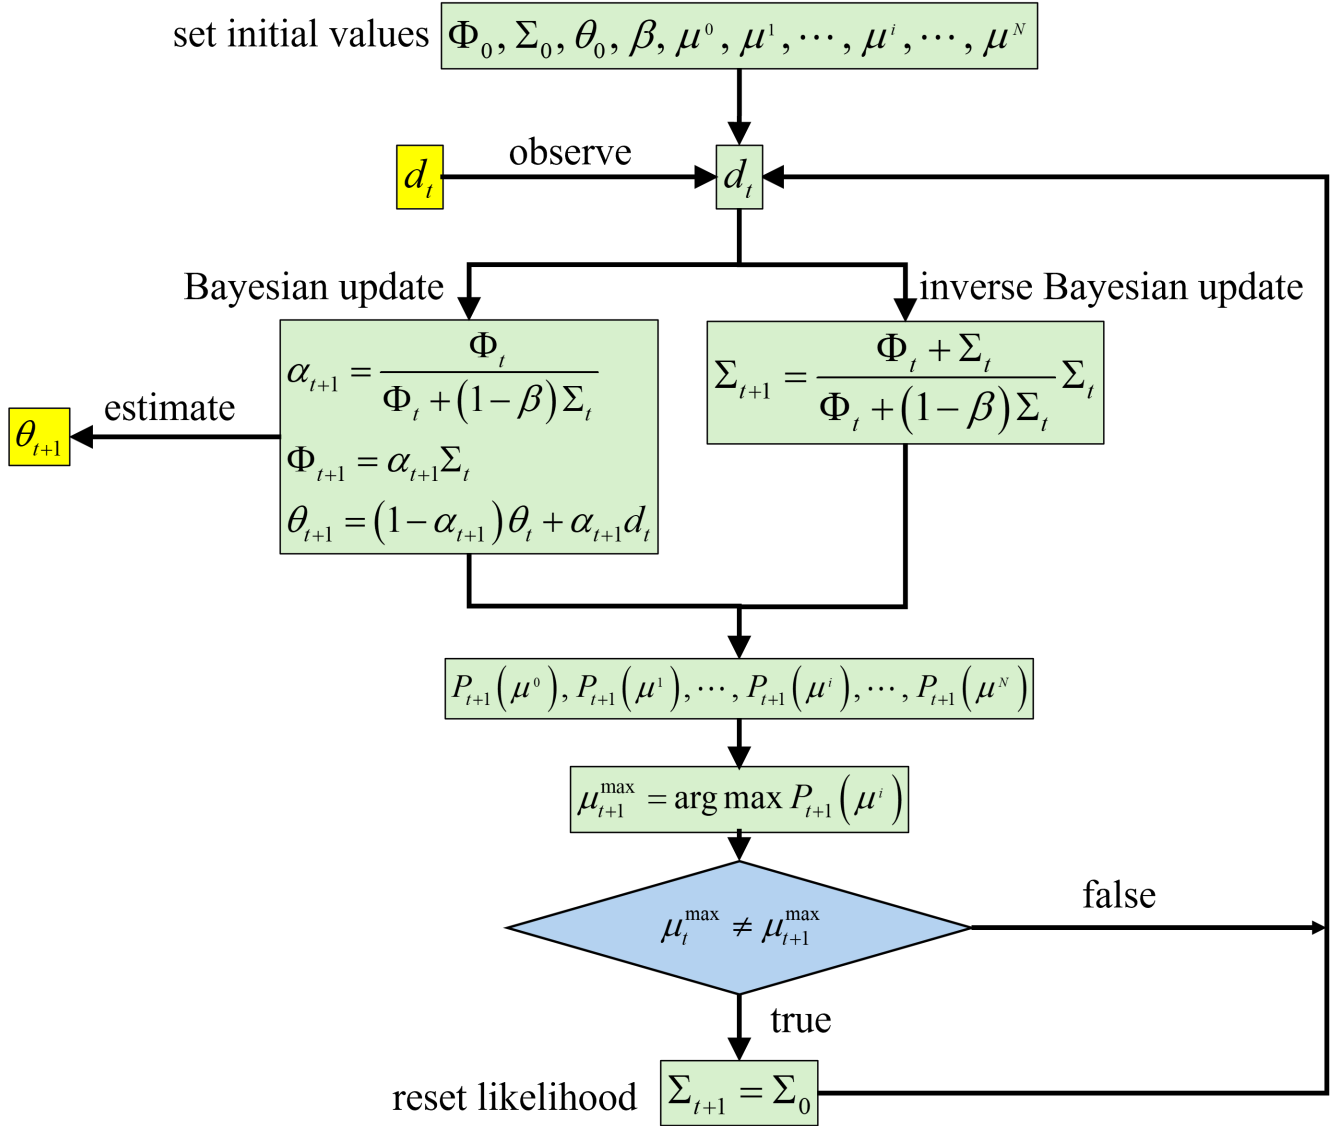 set initial values
Φ₀, Σ₀, θ₀, β, μ⁰, μ¹, ⋯, μⁱ, ⋯, μᴺ
dₜ
observe
dₜ
Bayesian update
inverse Bayesian update
αₜ₊₁ = Φₜ / (Φₜ + (1 − β)Σₜ)
Φₜ₊₁ = αₜ₊₁Σₜ
θₜ₊₁ = (1 − αₜ₊₁)θₜ + αₜ₊₁dₜ
Σₜ₊₁ = (Φₜ + Σₜ) / (Φₜ + (1 − β)Σₜ) Σₜ
estimate
θₜ₊₁
Pₜ₊₁(μ⁰), Pₜ₊₁(μ¹), ⋯, Pₜ₊₁(μⁱ), ⋯, Pₜ₊₁(μᴺ)
μₜ₊₁^max = arg max Pₜ₊₁(μⁱ)
μₜ^max ≠ μₜ₊₁^max
false
true
reset likelihood
Σₜ₊₁ = Σ₀